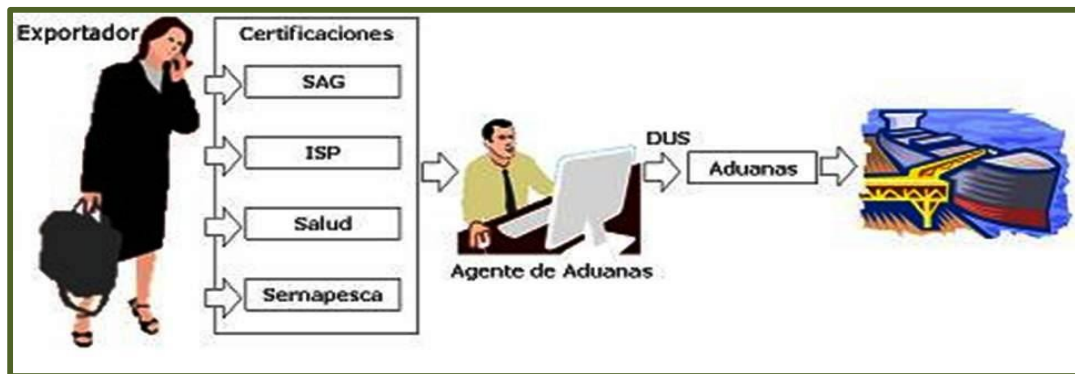 Exportador
Certificaciones
SAG
ISP
Salud
Sernapesca
Agente de Aduanas
DUS
Aduanas